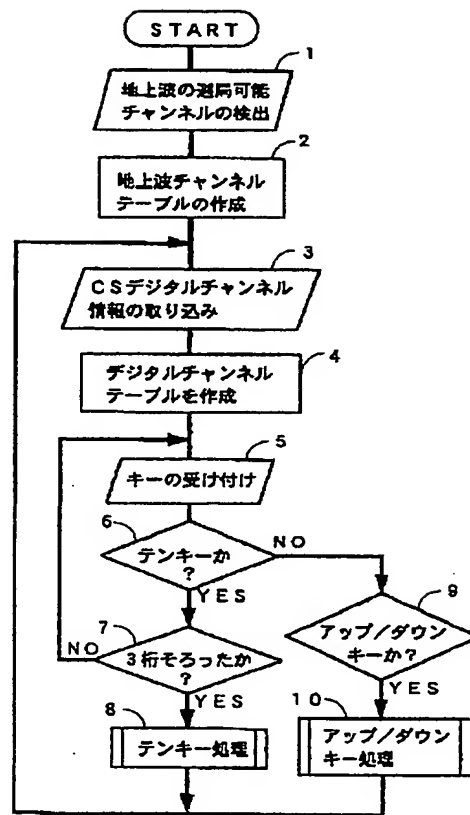 START
1
地上波の選局可能
チャンネルの検出
2
地上波チャンネル
テーブルの作成
3
CSデジタルチャンネル
情報の取り込み
4
デジタルチャンネル
テーブルを作成
5
キーの受け付け
6
テンキーか
?
NO
YES
7
3桁そろったか
?
NO
YES
8
テンキー処理
9
アップ/ダウン
キーか?
YES
10
アップ/ダウン
キー処理